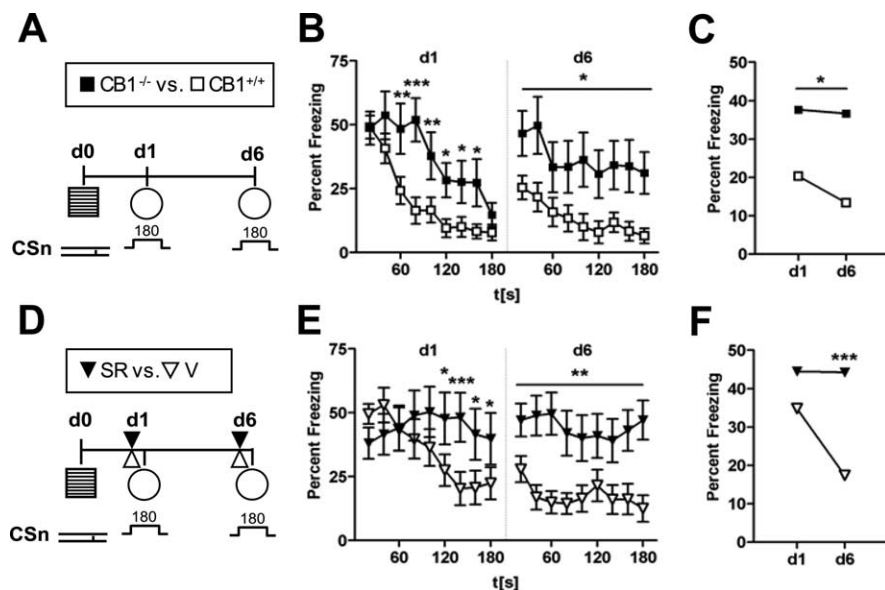 A
■ CB1-/- vs. □ CB1+/+
d0 d1 d6
180 180
CSn
B
d1 d6
Percent Freezing
75
50
25
0
** *** ** * * * *
60 120 180 60 120 180
t[s]
C
Percent Freezing
50
40
30
20
10
0
*
d1 d6
D
▼ SR vs. ▽ V
d0 d1 d6
180 180
CSn
E
d1 d6
Percent Freezing
75
50
25
0
* *** * * **
60 120 180 60 120 180
t[s]
F
Percent Freezing
50
40
30
20
10
0
***
d1 d6